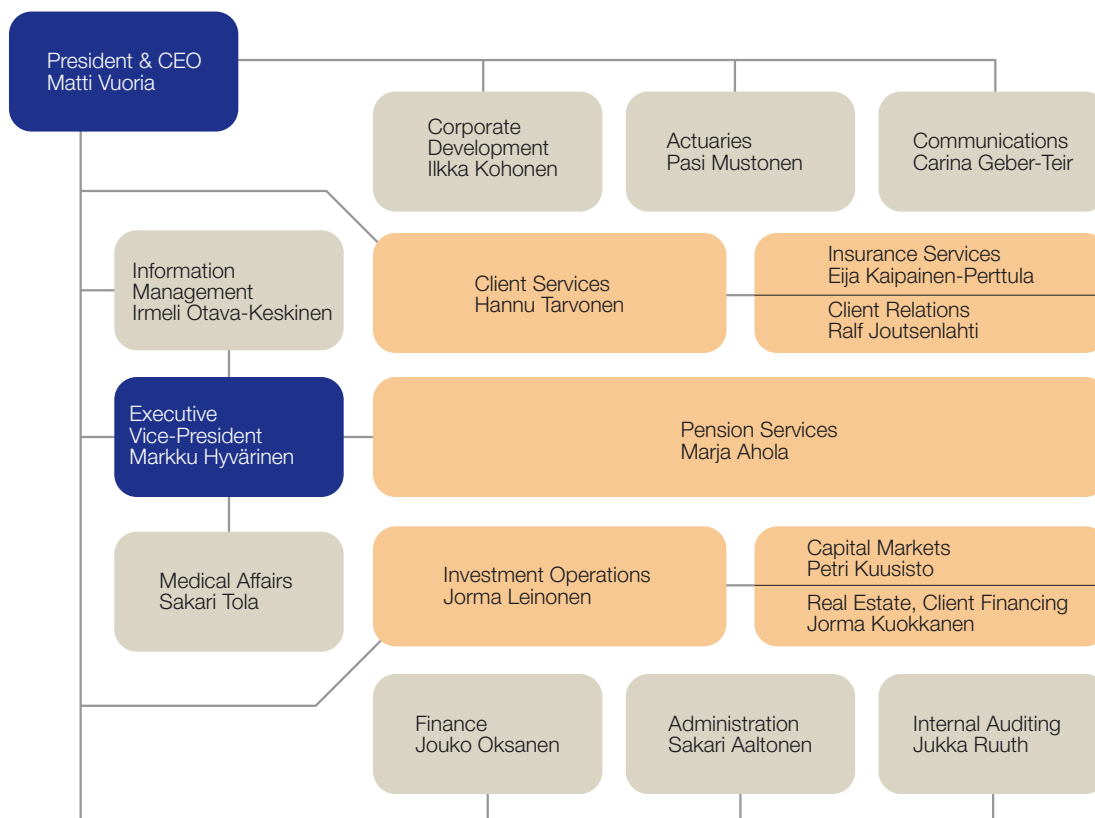 President & CEO
Matti Vuoria
Corporate
Development
Ilkka Kohonen
Actuaries
Pasi Mustonen
Communications
Carina Geber-Teir
Information
Management
Irmeli Otava-Keskinen
Client Services
Hannu Tarvonen
Insurance Services
Eija Kaipainen-Perttula
Client Relations
Ralf Joutsenlahti
Executive
Vice-President
Markku Hyvärinen
Pension Services
Marja Ahola
Medical Affairs
Sakari Tola
Investment Operations
Jorma Leinonen
Capital Markets
Petri Kuusisto
Real Estate, Client Financing
Jorma Kuokkanen
Finance
Jouko Oksanen
Administration
Sakari Aaltonen
Internal Auditing
Jukka Ruuth